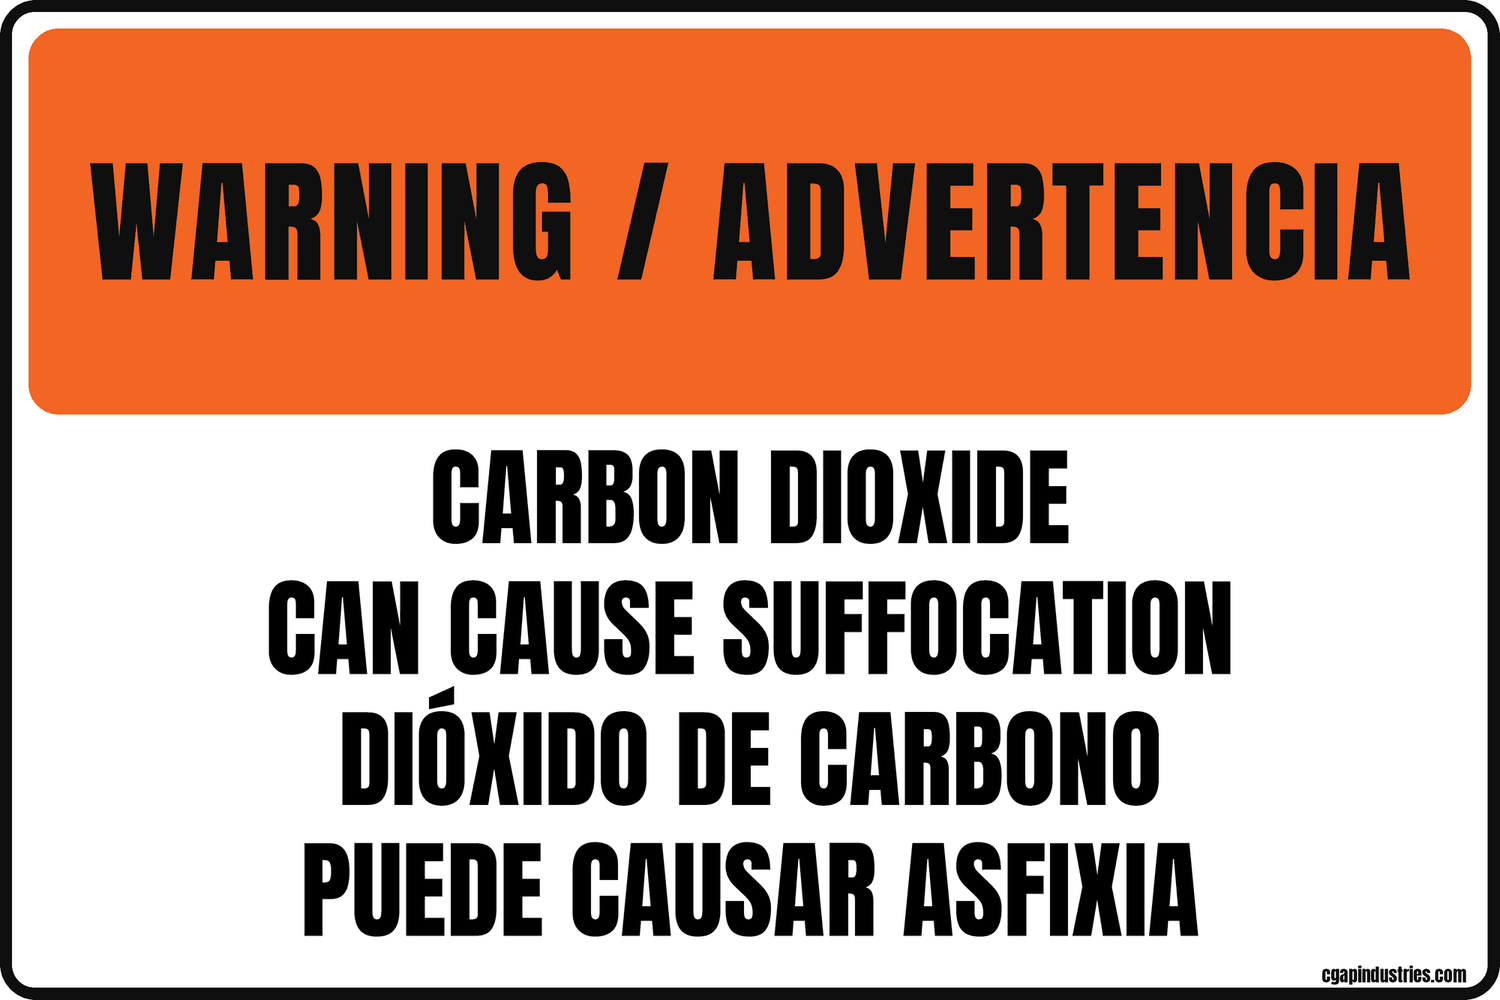 WARNING / ADVERTENCIA
CARBON DIOXIDE
CAN CAUSE SUFFOCATION
DIÓXIDO DE CARBONO
PUEDE CAUSAR ASFIXIA
cgapindustries.com